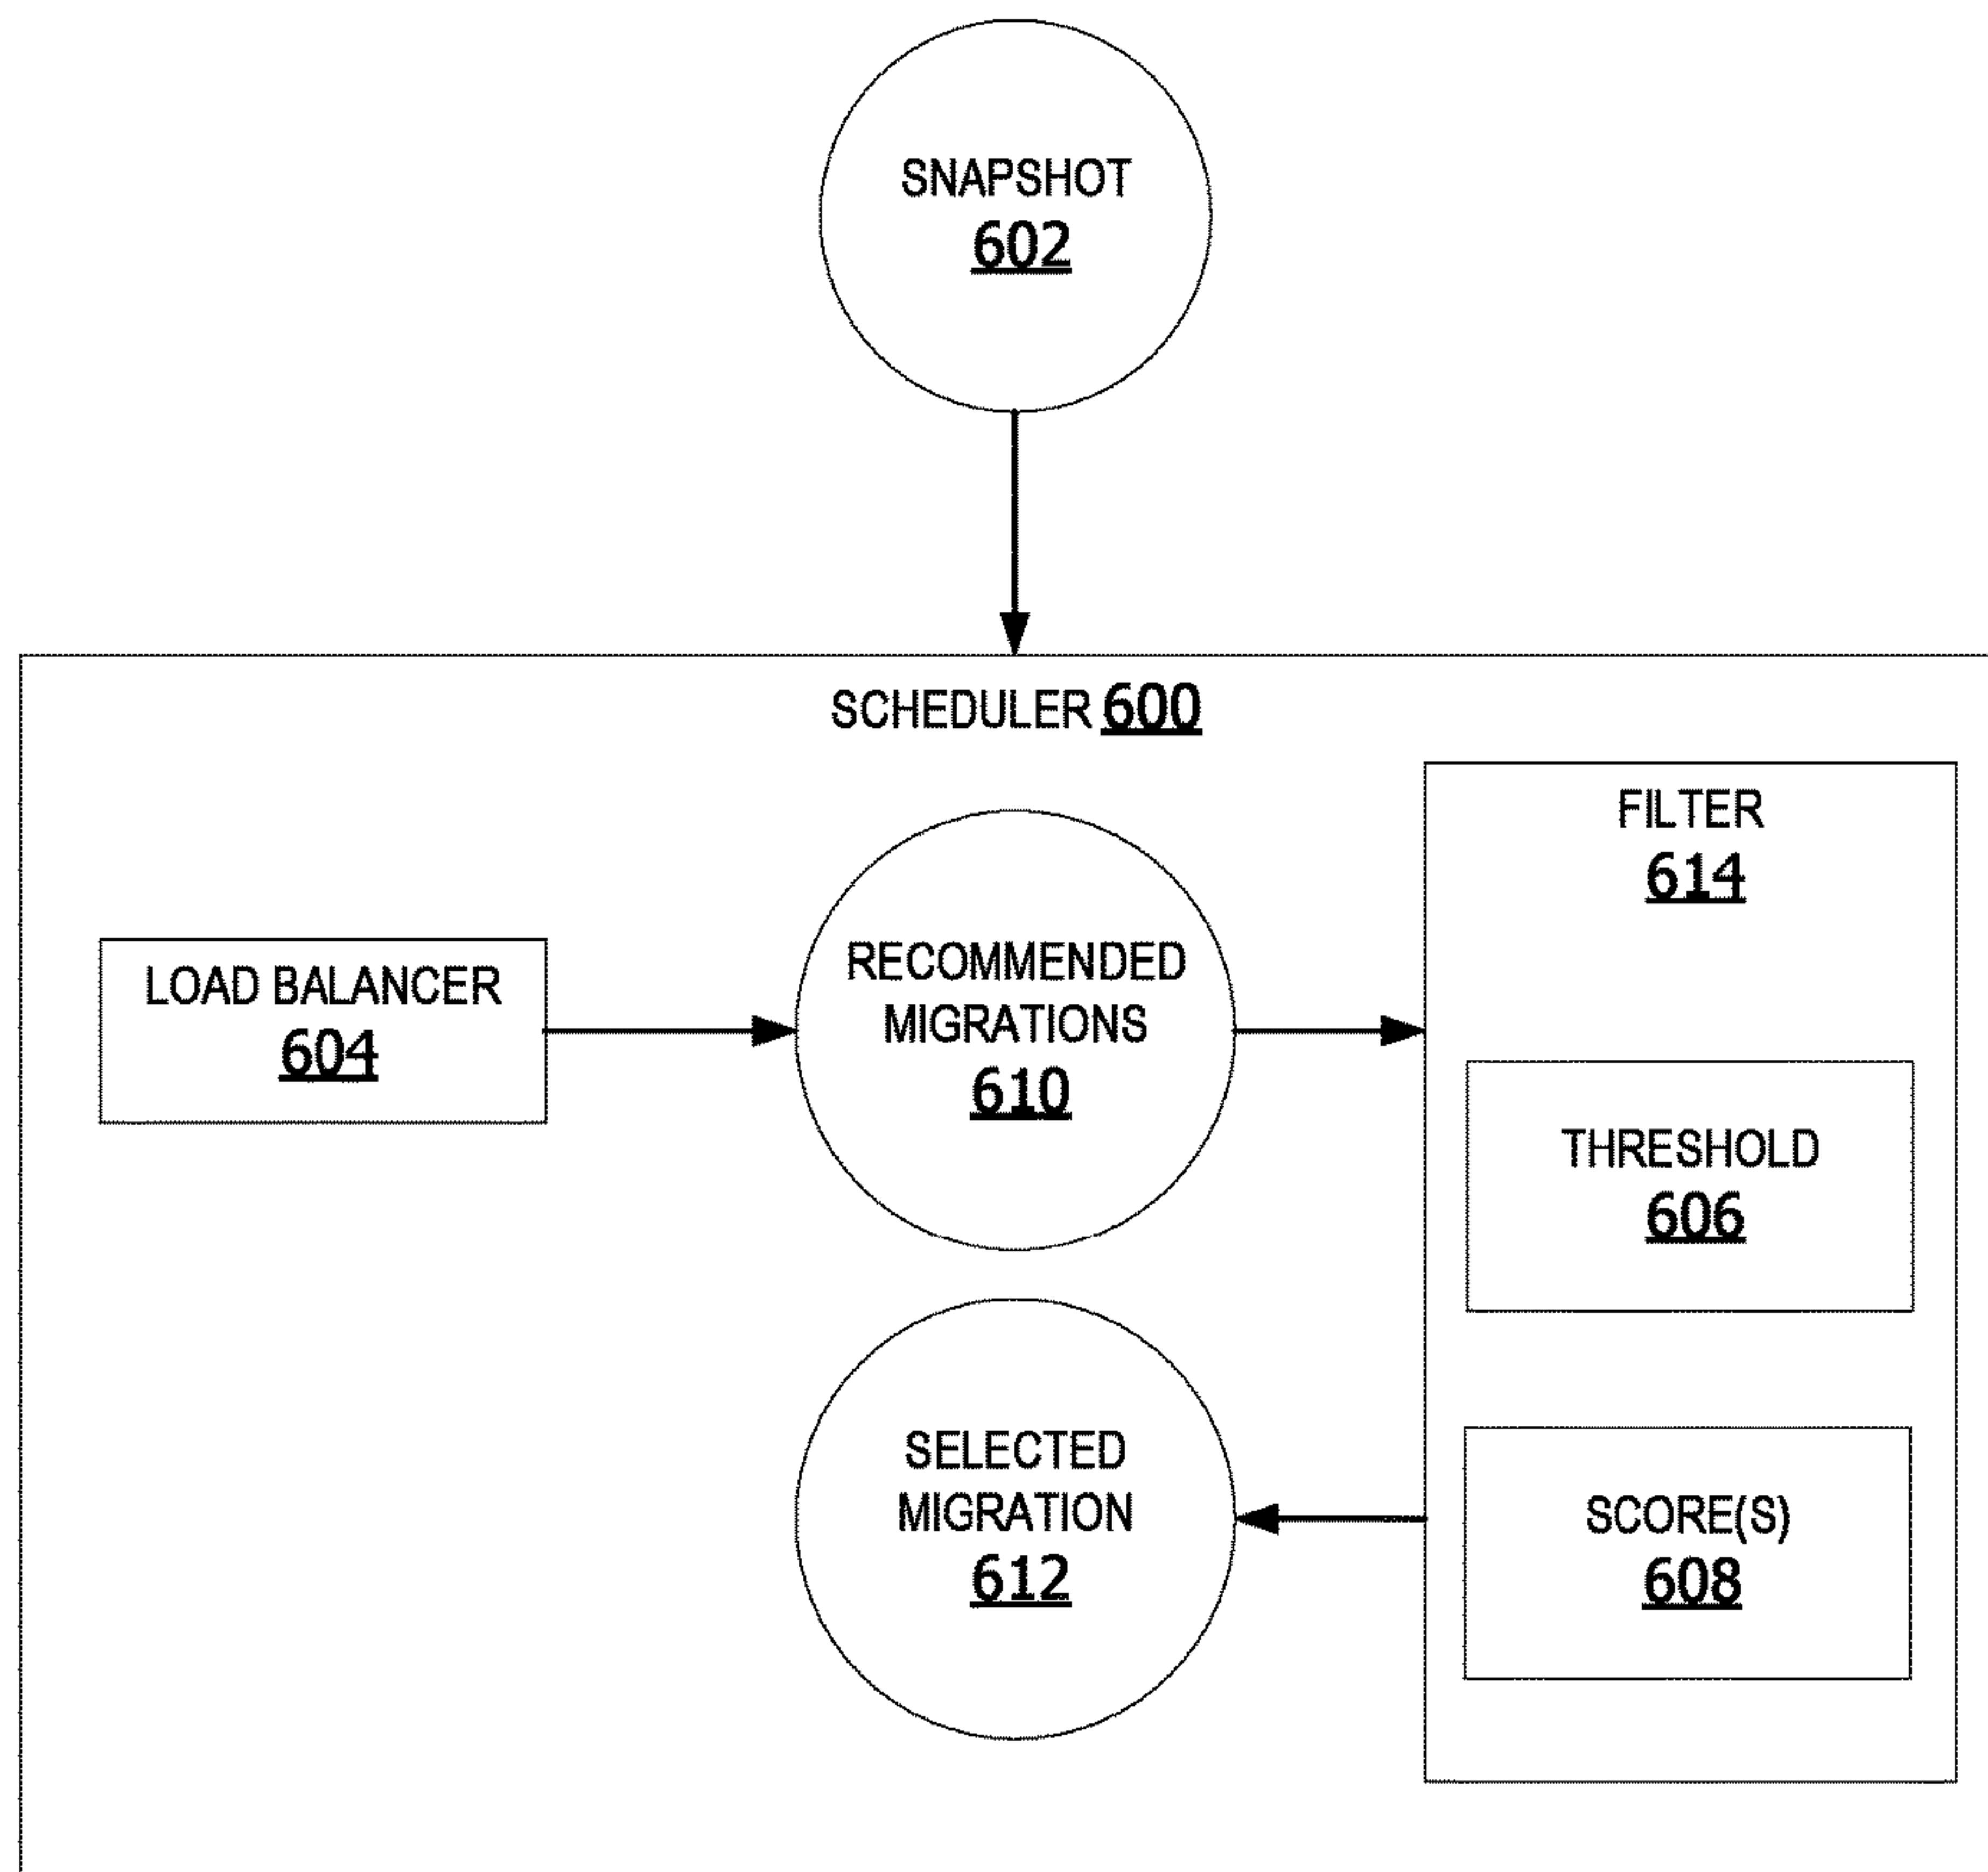 SNAPSHOT
602
SCHEDULER 600
FILTER
614
LOAD BALANCER
604
RECOMMENDED
MIGRATIONS
610
THRESHOLD
606
SELECTED
MIGRATION
612
SCORE(S)
608